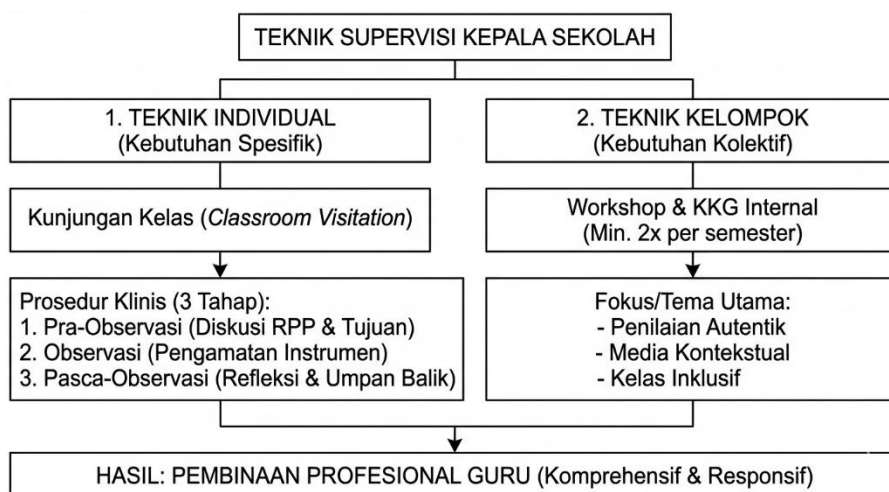 TEKNIK SUPERVISI KEPALA SEKOLAH
1. TEKNIK INDIVIDUAL
(Kebutuhan Spesifik)
2. TEKNIK KELOMPOK
(Kebutuhan Kolektif)
Kunjungan Kelas (Classroom Visitation)
Workshop & KKG Internal
(Min. 2x per semester)
Prosedur Klinis (3 Tahap):
1. Pra-Observasi (Diskusi RPP & Tujuan)
2. Observasi (Pengamatan Instrumen)
3. Pasca-Observasi (Refleksi & Umpan Balik)
Fokus/Tema Utama:
- Penilaian Autentik
- Media Kontekstual
- Kelas Inklusif
HASIL: PEMBINAAN PROFESIONAL GURU (Komprehensif & Responsif)